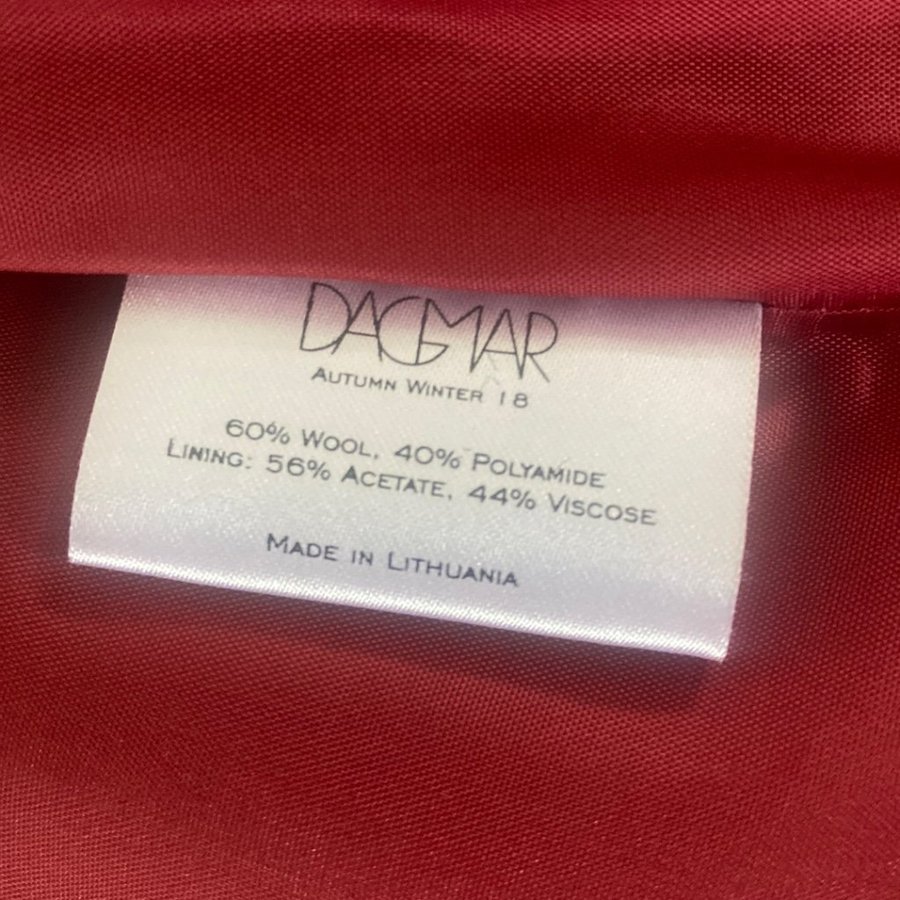 DAGMAR
AUTUMN WINTER 18
60% WOOL, 40% POLYAMIDE
LINING: 56% ACETATE, 44% VISCOSE
MADE IN LITHUANIA